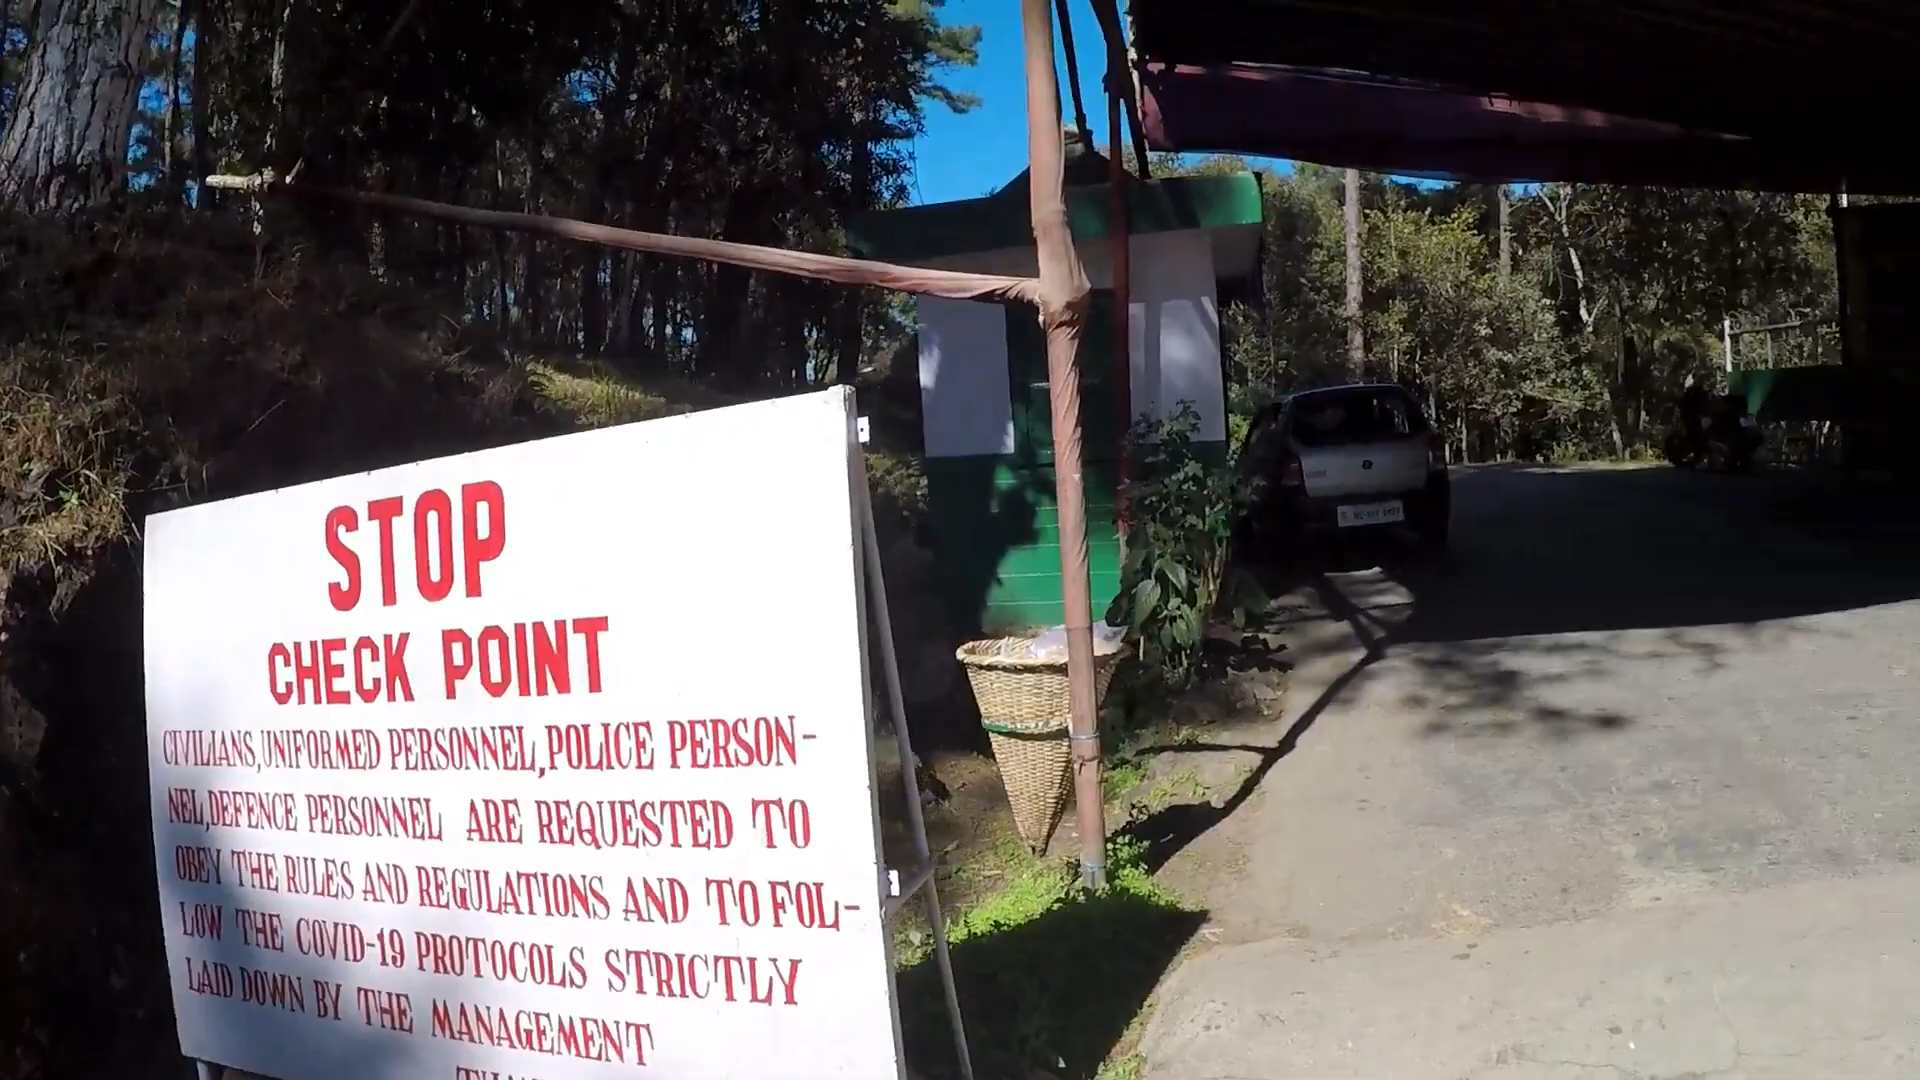 STOP
CHECK POINT
CIVILIANS,UNIFORMED PERSONNEL,POLICE PERSON-
NEL,DEFENCE PERSONNEL ARE REQUESTED TO
OBEY THE RULES AND REGULATIONS AND TO FOL-
LOW THE COVID-19 PROTOCOLS STRICTLY
LAID DOWN BY THE MANAGEMENT